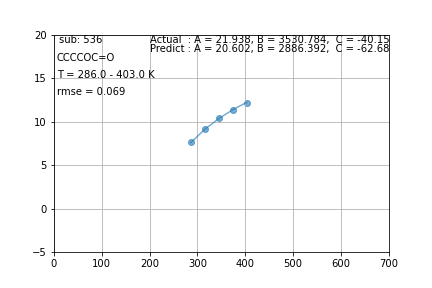 sub: 536
Actual : A = 21.938, B = 3530.784, C = -40.15
Predict : A = 20.602, B = 2886.392, C = -62.68
CCCCOC=O
T = 286.0 - 403.0 K
rmse = 0.069
20
15
10
5
0
−5
0 100 200 300 400 500 600 700